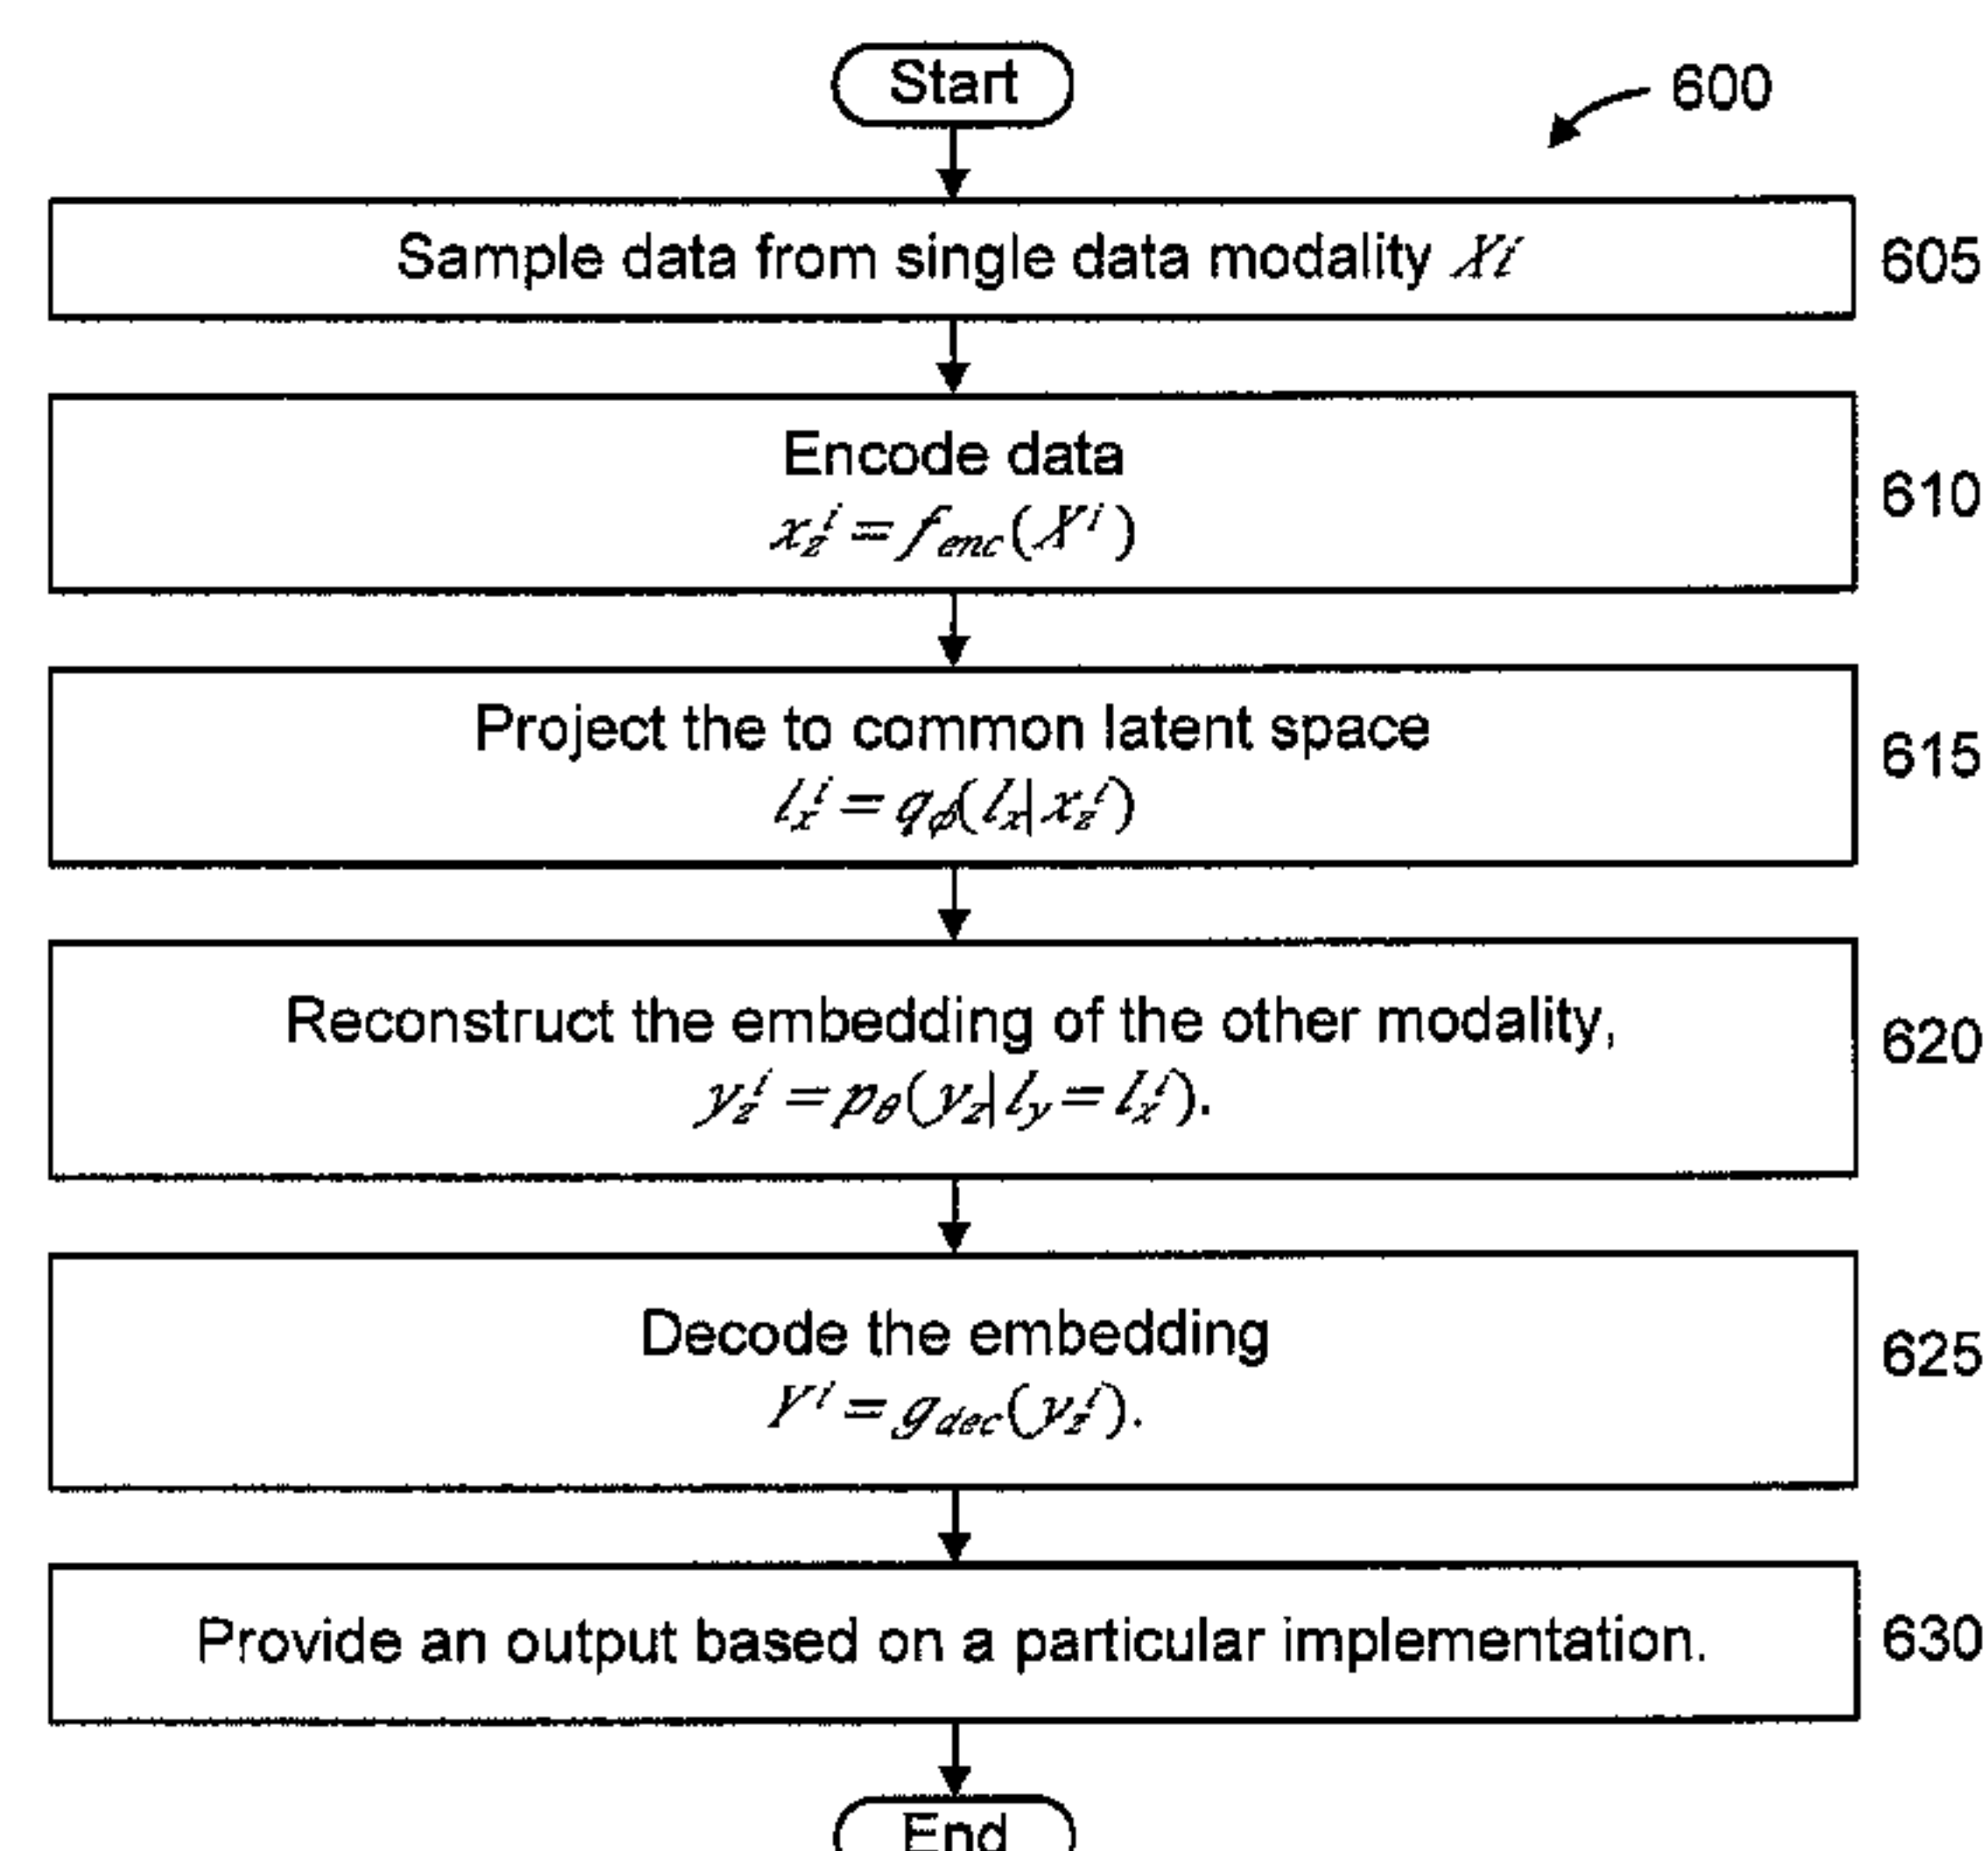 Start
600
Sample data from single data modality Xi
605
Encode data
x_z^i = f_enc(X^i)
610
Project the to common latent space
l_x^i = q_ϕ(l_x|x_z^i)
615
Reconstruct the embedding of the other modality,
y_z^i = p_θ(y_z|l_y = l_x^i).
620
Decode the embedding
Y^i = g_dec(y_z^i).
625
Provide an output based on a particular implementation.
630
End